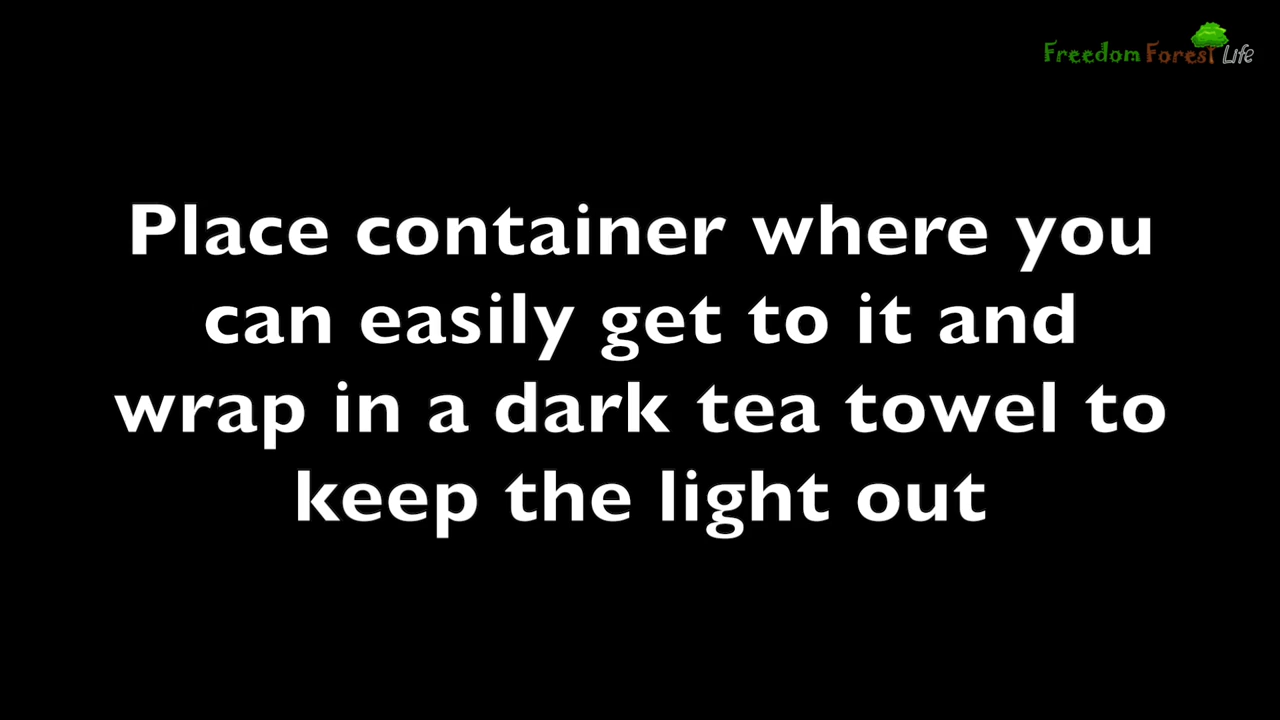 Freedom Forest Life
Place container where you
can easily get to it and
wrap in a dark tea towel to
keep the light out